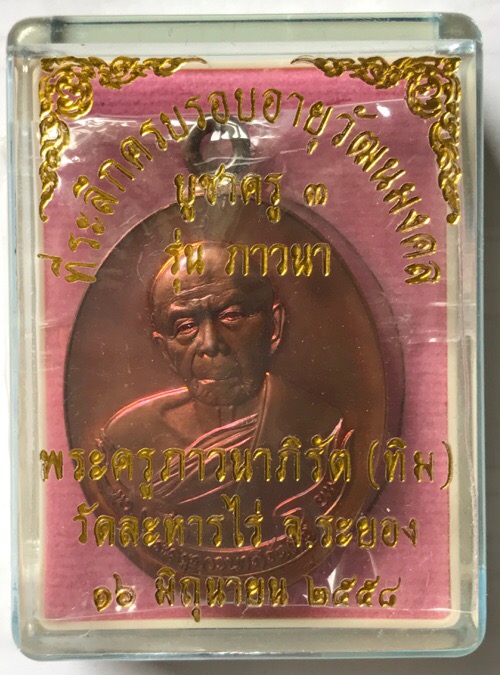 ที่ระลึกครบรอบอายุวัฒนมงคล
บูชาครู ๓
รุ่น ภาวนา
พระครูภาวนาภิรัต (ทิม)
วัดละหารไร่ จ.ระยอง
๑๖ มิถุนายน ๒๕๕๘